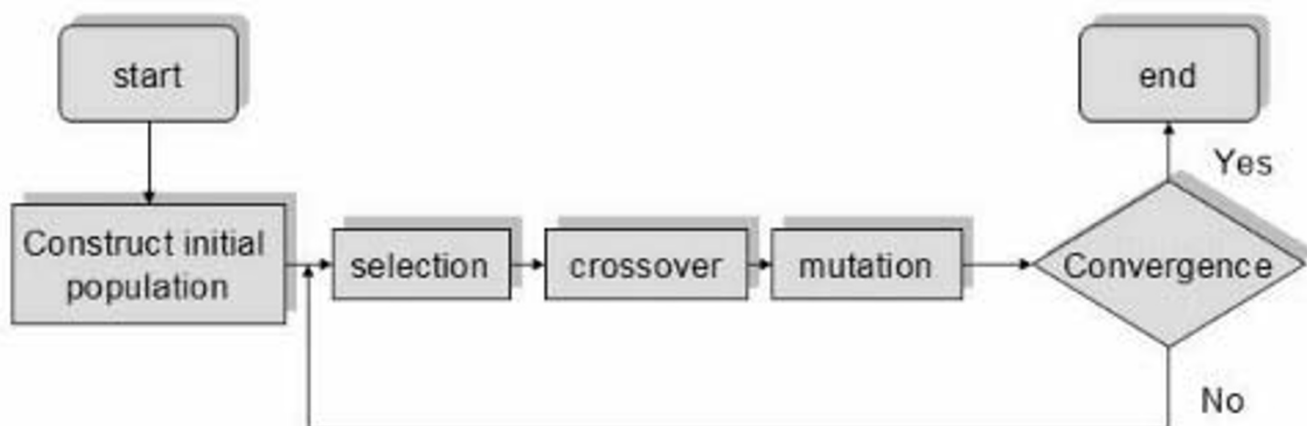 start
end
Yes
Construct initial
population
selection
crossover
mutation
Convergence
No